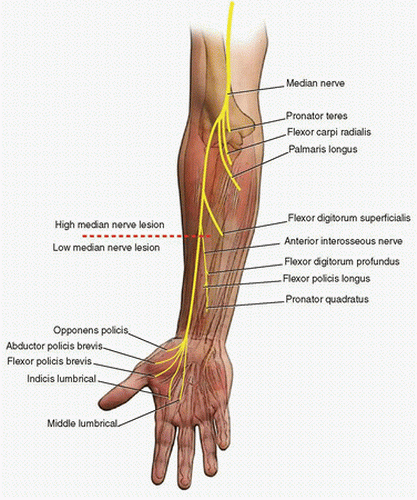 Median nerve
Pronator teres
Flexor carpi radialis
Palmaris longus
High median nerve lesion
Low median nerve lesion
Flexor digitorum superficialis
Anterior interosseous nerve
Flexor digitorum profundus
Flexor policis longus
Pronator quadratus
Opponens policis
Abductor policis brevis
Flexor policis brevis
Indicis lumbrical
Middle lumbrical